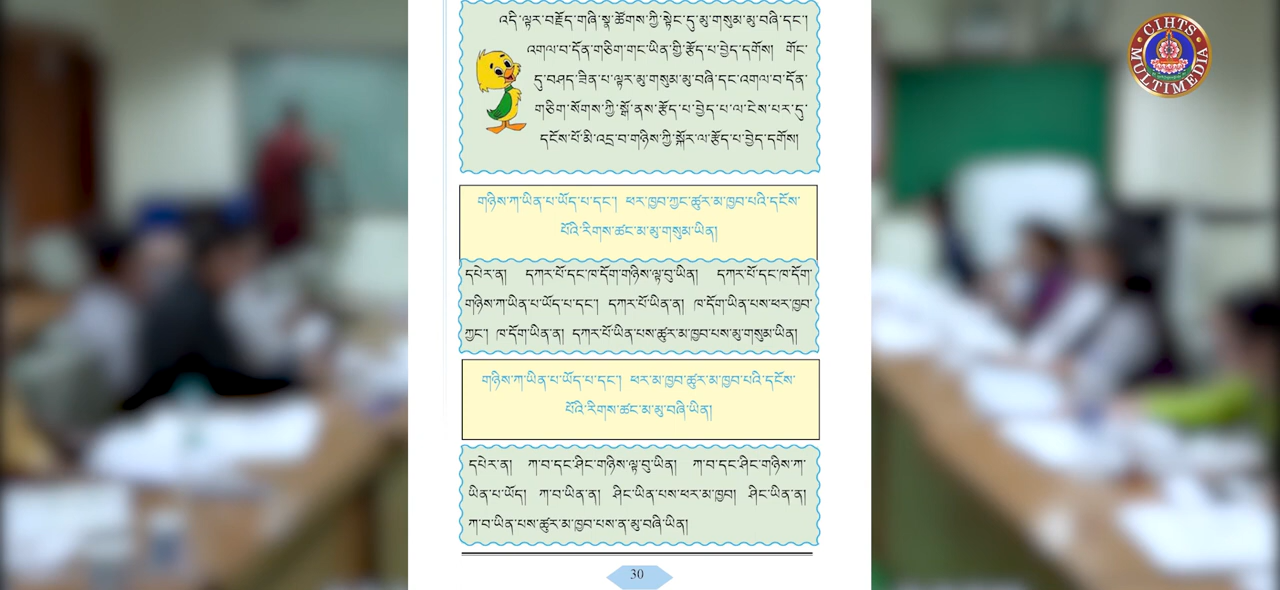 འདི་ལྟར་བརྗོད་གཞི་སྣ་ཚོགས་ཀྱི་སྟེང་དུ་མུ་གསུམ་མུ་བཞི་དང་།
འགལ་བ་དོན་གཅིག་གང་ཡིན་གྱི་རྩོད་པ་བྱེད་དགོས། གོང་
དུ་བཤད་ཟིན་པ་ལྟར་མུ་གསུམ་མུ་བཞི་དང་འགལ་བ་དོན་
གཅིག་སོགས་ཀྱི་སྒོ་ནས་རྩོད་པ་བྱེད་པ་ལ་ངེས་པར་དུ་
དངོས་པོ་མི་འདྲ་བ་གཉིས་ཀྱི་སྐོར་ལ་རྩོད་པ་བྱེད་དགོས།
གཉིས་ཀ་ཡིན་པ་ཡོད་པ་དང་། ཕར་ཁྱབ་ཀྱང་ཚུར་མ་ཁྱབ་པའི་དངོས་
པོའི་རིགས་ཚང་མ་མུ་གསུམ་ཡིན།
དཔེར་ན། དཀར་པོ་དང་ཁ་དོག་གཉིས་ལྟ་བུ་ཡིན། དཀར་པོ་དང་ཁ་དོག་
གཉིས་ཀ་ཡིན་པ་ཡོད་པ་དང་། དཀར་པོ་ཡིན་ན། ཁ་དོག་ཡིན་པས་ཕར་ཁྱབ་
ཀྱང་། ཁ་དོག་ཡིན་ན། དཀར་པོ་ཡིན་པས་ཚུར་མ་ཁྱབ་པས་མུ་གསུམ་ཡིན།
གཉིས་ཀ་ཡིན་པ་ཡོད་པ་དང་། ཕར་མ་ཁྱབ་ཚུར་མ་ཁྱབ་པའི་དངོས་
པོའི་རིགས་ཚང་མ་མུ་བཞི་ཡིན།
དཔེར་ན། ཀ་བ་དང་ཤིང་གཉིས་ལྟ་བུ་ཡིན། ཀ་བ་དང་ཤིང་གཉིས་ཀ་
ཡིན་པ་ཡོད། ཀ་བ་ཡིན་ན། ཤིང་ཡིན་པས་ཕར་མ་ཁྱབ། ཤིང་ཡིན་ན།
ཀ་བ་ཡིན་པས་ཚུར་མ་ཁྱབ་པས་ན་མུ་བཞི་ཡིན།
30
CIHTS
MULTIMEDIA